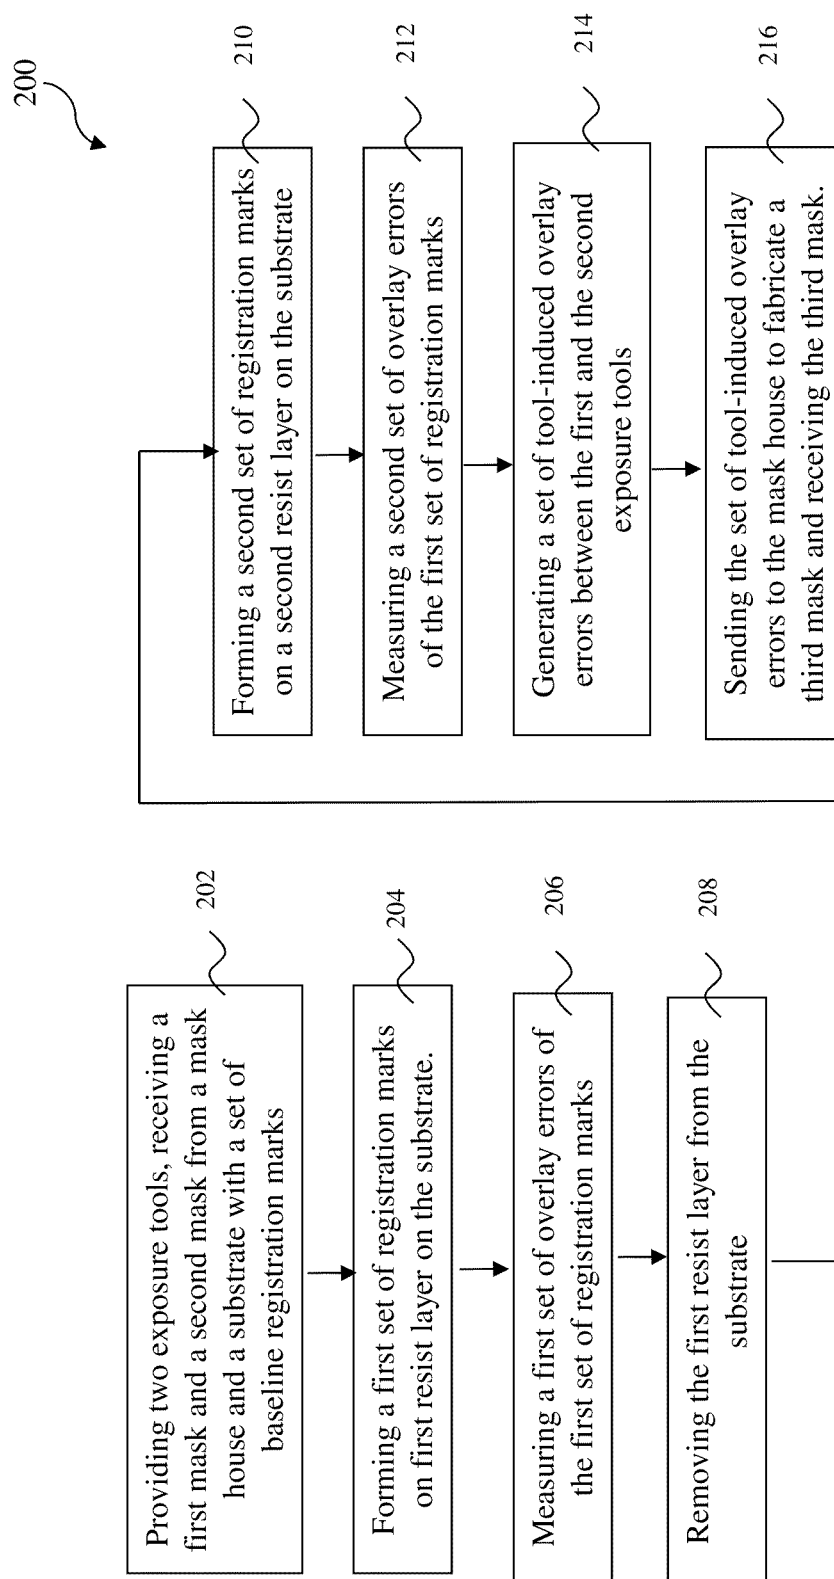 200
Providing two exposure tools, receiving a
first mask and a second mask from a mask
house and a substrate with a set of
baseline registration marks
202
Forming a first set of registration marks
on first resist layer on the substrate.
204
Measuring a first set of overlay errors of
the first set of registration marks
206
Removing the first resist layer from the
substrate
208
Forming a second set of registration marks
on a second resist layer on the substrate
210
Measuring a second set of overlay errors
of the first set of registration marks
212
Generating a set of tool-induced overlay
errors between the first and the second
exposure tools
214
Sending the set of tool-induced overlay
errors to the mask house to fabricate a
third mask and receiving the third mask.
216